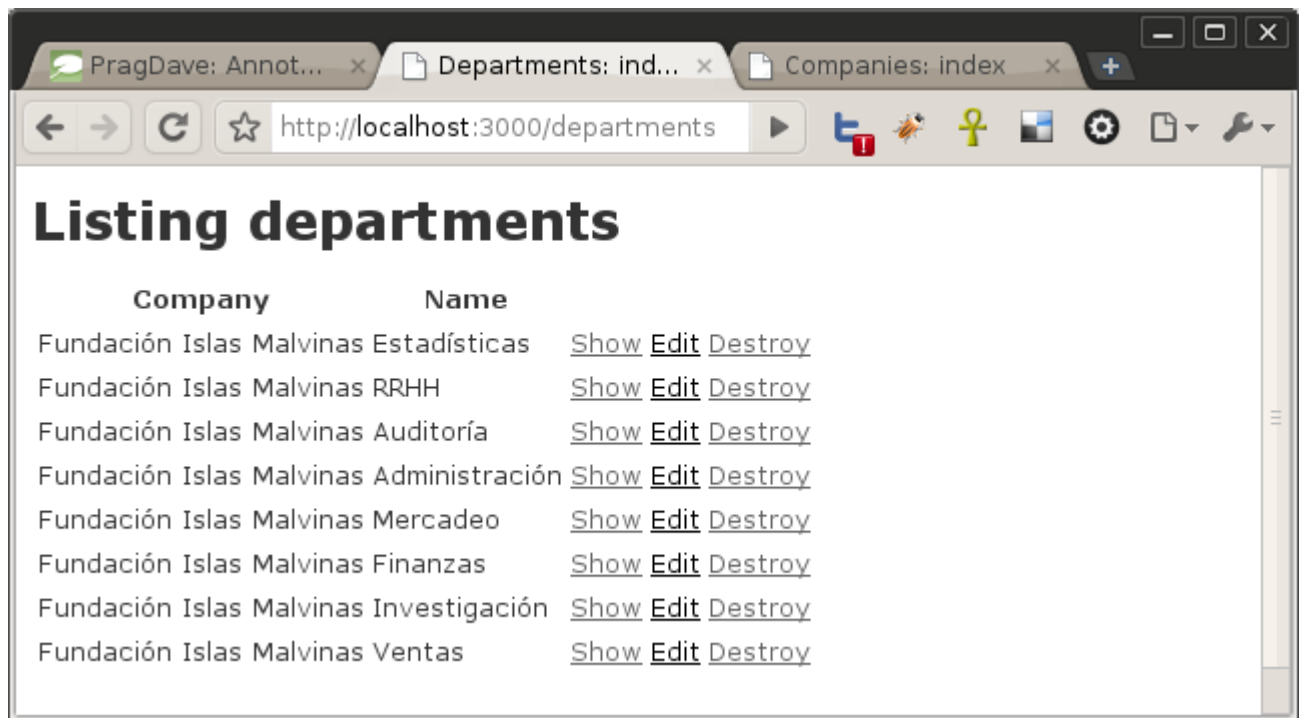 PragDave: Annot...
Departments: ind...
Companies: index
http://localhost:3000/departments
Listing departments
Company Name
Fundación Islas Malvinas Estadísticas Show Edit Destroy
Fundación Islas Malvinas RRHH Show Edit Destroy
Fundación Islas Malvinas Auditoría Show Edit Destroy
Fundación Islas Malvinas Administración Show Edit Destroy
Fundación Islas Malvinas Mercadeo Show Edit Destroy
Fundación Islas Malvinas Finanzas Show Edit Destroy
Fundación Islas Malvinas Investigación Show Edit Destroy
Fundación Islas Malvinas Ventas Show Edit Destroy